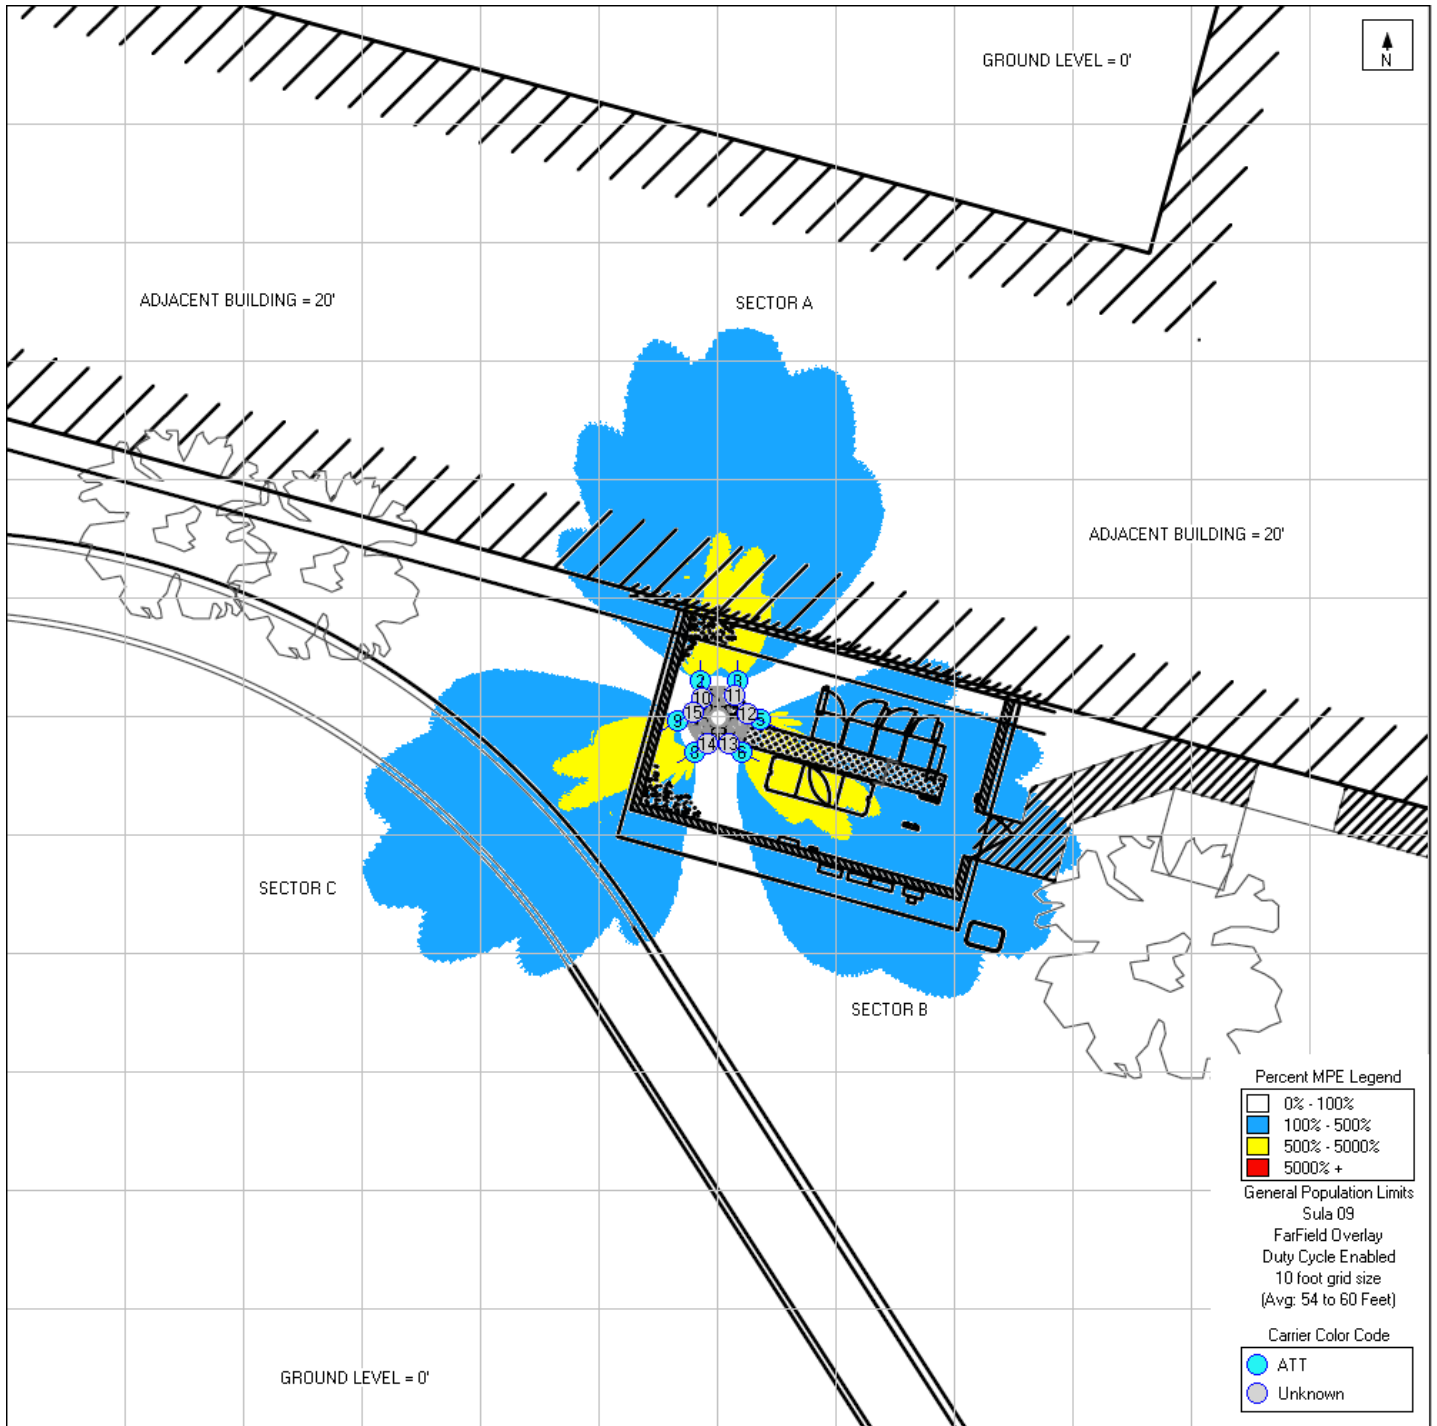 GROUND LEVEL = 0'
N
ADJACENT BUILDING = 20'
SECTOR A
ADJACENT BUILDING = 20'
2
10
11
15
12
5
9
14
13
6
SECTOR C
SECTOR B
GROUND LEVEL = 0'
Percent MPE Legend
0% - 100%
100% - 500%
500% - 5000%
5000% +
General Population Limits
Sula 09
FarField Overlay
Duty Cycle Enabled
10 foot grid size
(Avg: 54 to 60 Feet)
Carrier Color Code
ATT
Unknown